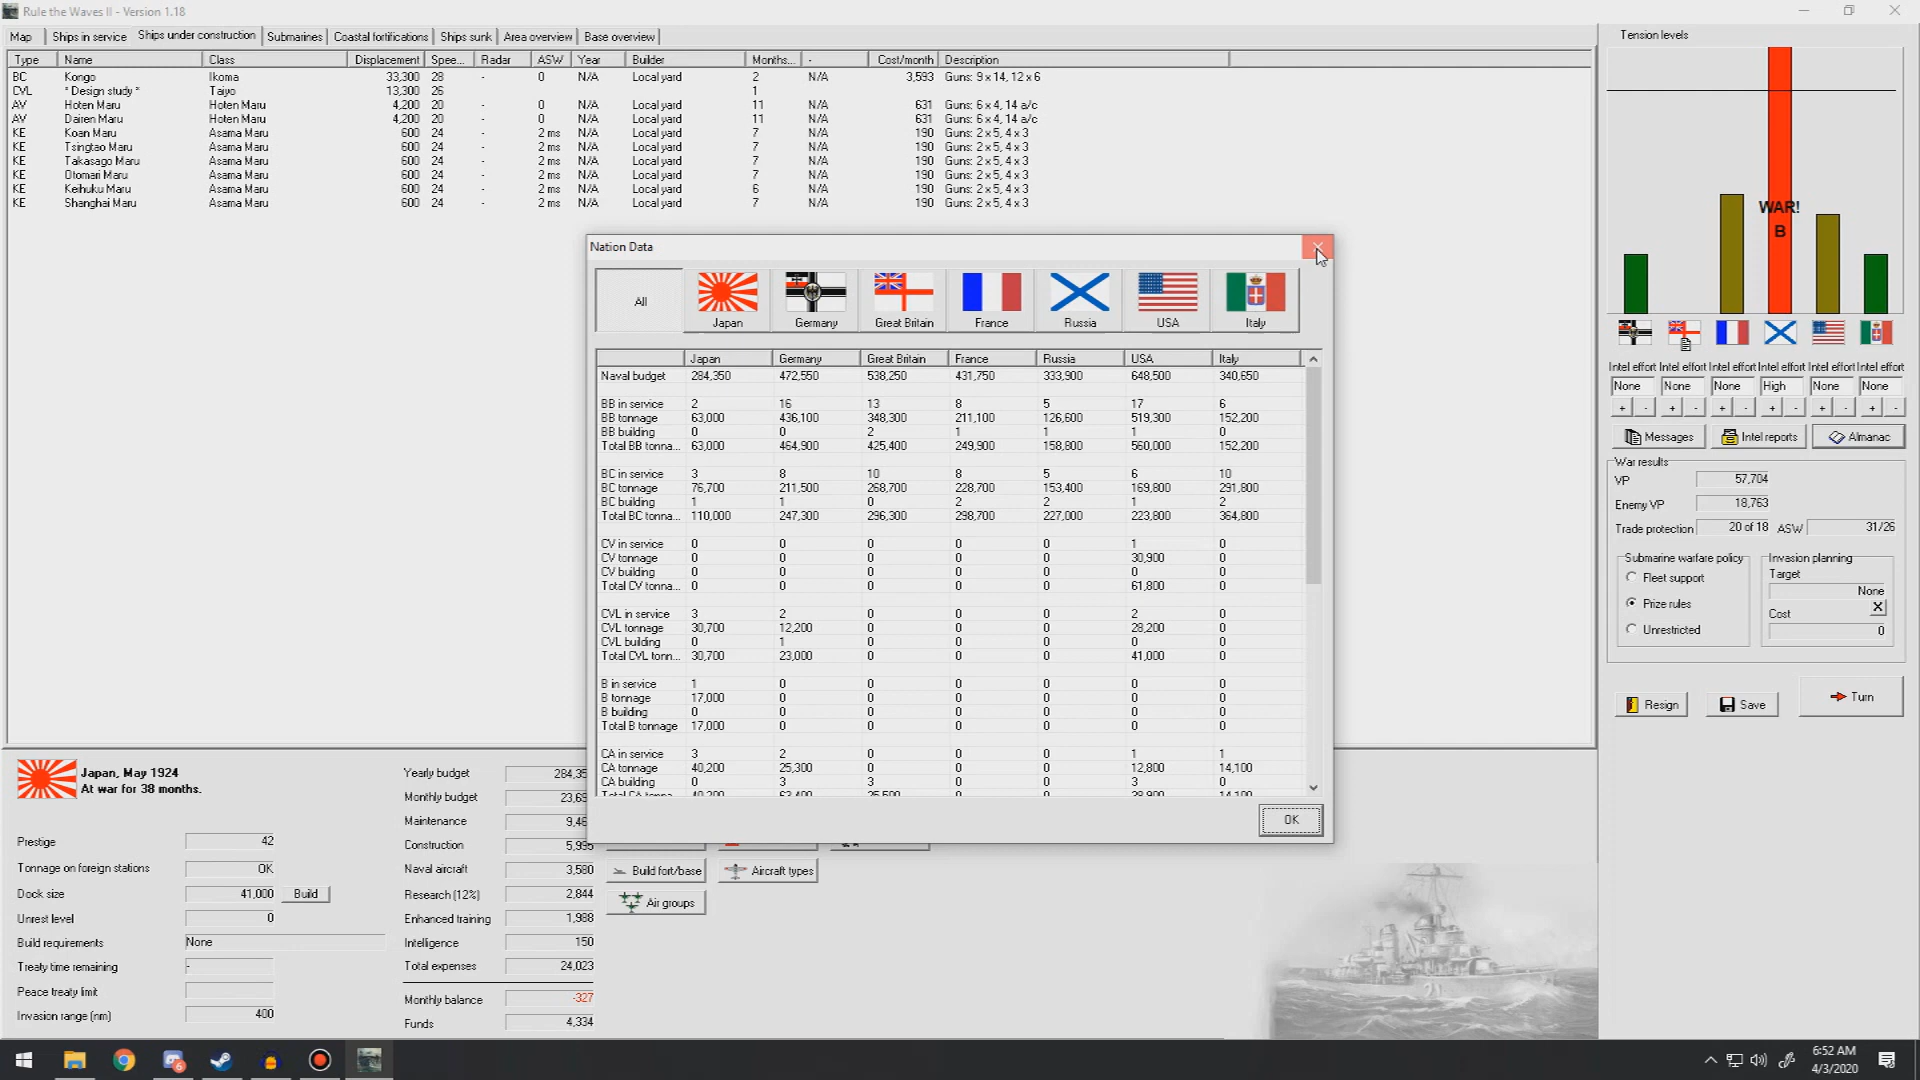 Rule the Waves II - Version 1.18
Map Ships in service Ships under construction Submarines Coastal fortifications Ships sunk Area overview Base overview
Type Name Class Displacement Spee... Radar ASW Year Builder Months... - Cost/month Description
BC Kongo Ikoma 33,300 28 - 0 N/A Local yard 2 N/A 3,593 Guns: 9 x 14, 12 x 6
CVL * Design study * Taiyo 13,300 26 1
AV Hoten Maru Hoten Maru 4,200 20 - 0 N/A Local yard 11 N/A 631 Guns: 6 x 4, 14 a/c
AV Dairen Maru Hoten Maru 4,200 20 - 0 N/A Local yard 11 N/A 631 Guns: 6 x 4, 14 a/c
KE Koan Maru Asama Maru 600 24 - 2 ms N/A Local yard 7 N/A 190 Guns: 2 x 5, 4 x 3
KE Tsingtao Maru Asama Maru 600 24 - 2 ms N/A Local yard 7 N/A 190 Guns: 2 x 5, 4 x 3
KE Takasago Maru Asama Maru 600 24 - 2 ms N/A Local yard 7 N/A 190 Guns: 2 x 5, 4 x 3
KE Otomari Maru Asama Maru 600 24 - 2 ms N/A Local yard 7 N/A 190 Guns: 2 x 5, 4 x 3
KE Keihuku Maru Asama Maru 600 24 - 2 ms N/A Local yard 6 N/A 190 Guns: 2 x 5, 4 x 3
KE Shanghai Maru Asama Maru 600 24 - 2 ms N/A Local yard 7 N/A 190 Guns: 2 x 5, 4 x 3
Nation Data
All Japan Germany Great Britain France Russia USA Italy
Japan Germany Great Britain France Russia USA Italy
Naval budget 284,350 472,550 538,250 431,750 333,900 648,500 340,650
BB in service 2 16 13 8 5 17 6
BB tonnage 63,000 436,100 348,300 211,100 126,600 519,300 152,200
BB building 0 0 2 1 1 1 0
Total BB tonna... 63,000 464,900 425,400 249,900 158,800 560,000 152,200
BC in service 3 8 10 8 5 6 10
BC tonnage 76,700 211,500 268,700 228,700 153,400 169,800 291,800
BC building 1 1 0 2 2 1 2
Total BC tonna... 110,000 247,300 296,300 298,700 227,000 223,800 364,800
CV in service 0 0 0 0 0 1 0
CV tonnage 0 0 0 0 0 30,900 0
CV building 0 0 0 0 0 0 0
Total CV tonna... 0 0 0 0 0 61,800 0
CVL in service 3 2 0 0 0 2 0
CVL tonnage 30,700 12,200 0 0 0 28,200 0
CVL building 0 1 0 0 0 0 0
Total CVL tonn... 30,700 23,000 0 0 0 41,000 0
B in service 1 0 0 0 0 0 0
B tonnage 17,000 0 0 0 0 0 0
B building 0 0 0 0 0 0 0
Total B tonnage 17,000 0 0 0 0 0 0
CA in service 3 2 0 0 0 1 1
CA tonnage 40,200 25,300 0 0 0 12,800 14,100
CA building 0 3 3 0 0 3 0
OK
Tension levels
WAR!
B
Intel effort Intel effort Intel effort Intel effort Intel effort Intel effort
None None None High None None
+ - + - + - + - + - + -
Messages Intel reports Almanac
War results
VP 57,704
Enemy VP 18,763
Trade protection 20 of 18 ASW 31/26
Submarine warfare policy
Fleet support
Prize rules
Unrestricted
Invasion planning
Target
None
Cost X
0
Resign Save Turn
Japan, May 1924
At war for 38 months.
Prestige 42
Tonnage on foreign stations OK
Dock size 41,000 Build
Unrest level 0
Build requirements None
Treaty time remaining -
Peace treaty limit
Invasion range (nm) 400
Yearly budget 284,35
Monthly budget 23,69
Maintenance 9,46
Construction 5,995
Naval aircraft 3,580
Research (12%) 2,844
Enhanced training 1,988
Intelligence 150
Total expenses 24,023
Monthly balance -327
Funds 4,334
Build fort/base Aircraft types
Air groups
6:52 AM
4/3/2020